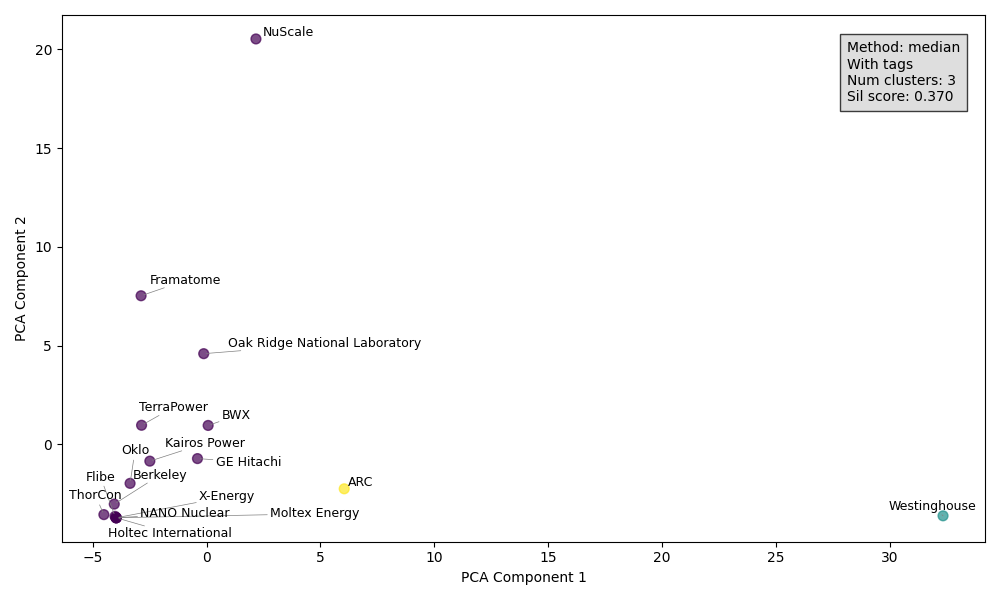 NuScale
Method: median
With tags
Num clusters: 3
Sil score: 0.370
Framatome
Oak Ridge National Laboratory
TerraPower
BWX
Oklo
Kairos Power
GE Hitachi
Flibe
Berkeley
ARC
ThorCon
X-Energy
Westinghouse
NANO Nuclear
Moltex Energy
Holtec International
20
15
10
5
0
−5
0
5
10
15
20
25
30
PCA Component 2
PCA Component 1